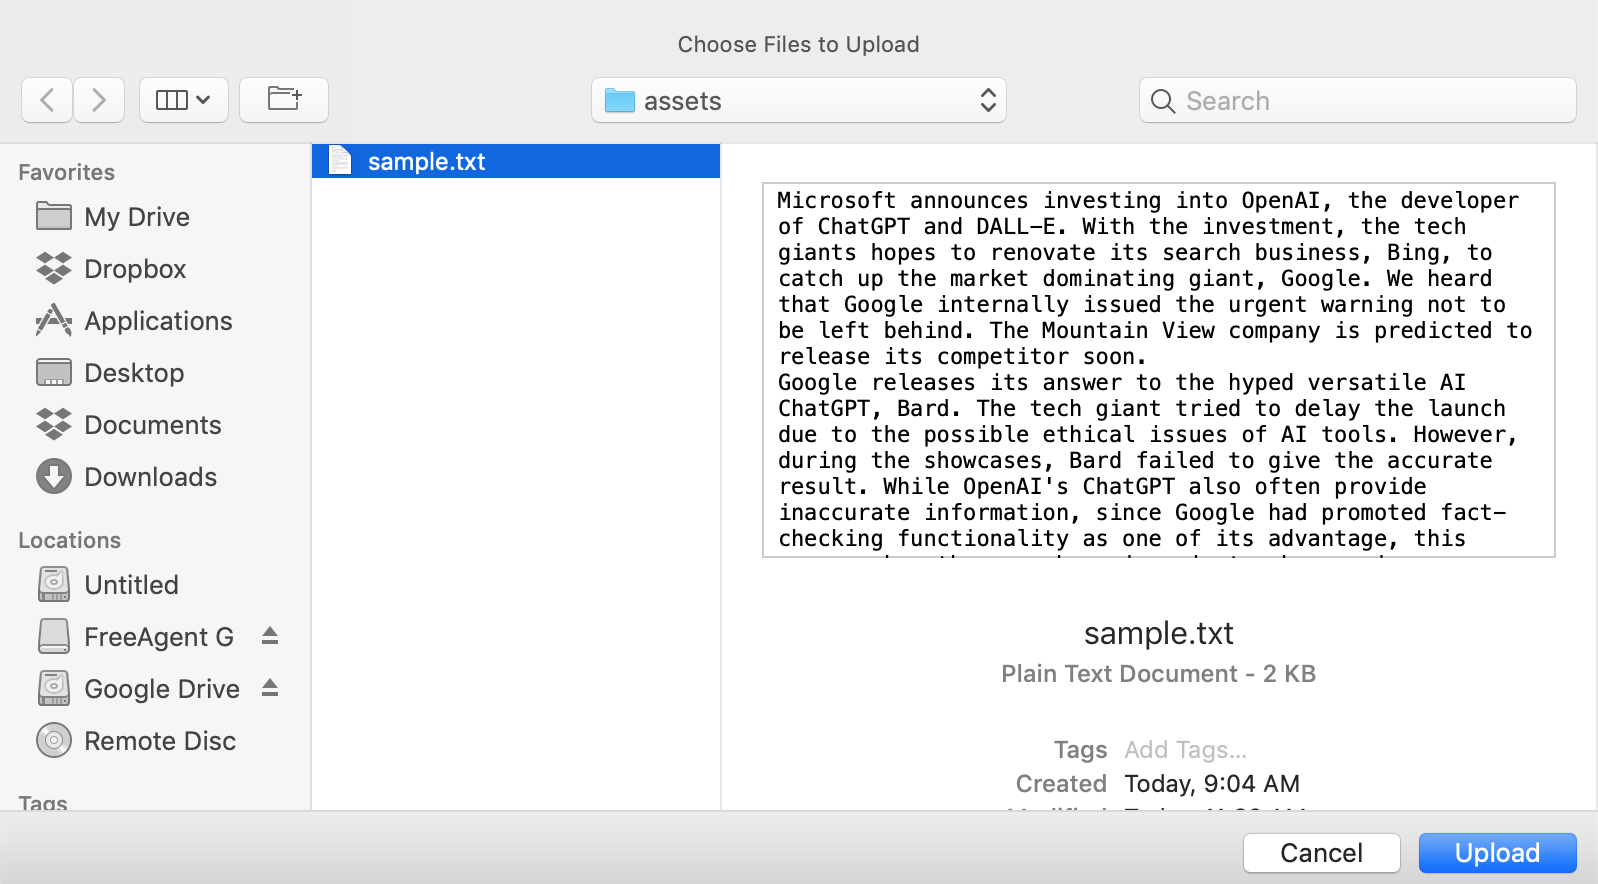 Choose Files to Upload
assets
Search
Favorites
My Drive
Dropbox
Applications
Desktop
Documents
Downloads
Locations
Untitled
FreeAgent G
Google Drive
Remote Disc
Tags
sample.txt
Microsoft announces investing into OpenAI, the developer
of ChatGPT and DALL-E. With the investment, the tech
giants hopes to renovate its search business, Bing, to
catch up the market dominating giant, Google. We heard
that Google internally issued the urgent warning not to
be left behind. The Mountain View company is predicted to
release its competitor soon.
Google releases its answer to the hyped versatile AI
ChatGPT, Bard. The tech giant tried to delay the launch
due to the possible ethical issues of AI tools. However,
during the showcases, Bard failed to give the accurate
result. While OpenAI's ChatGPT also often provide
inaccurate information, since Google had promoted fact-
checking functionality as one of its advantage, this
sample.txt
Plain Text Document - 2 KB
Tags Add Tags...
Created Today, 9:04 AM
Cancel
Upload